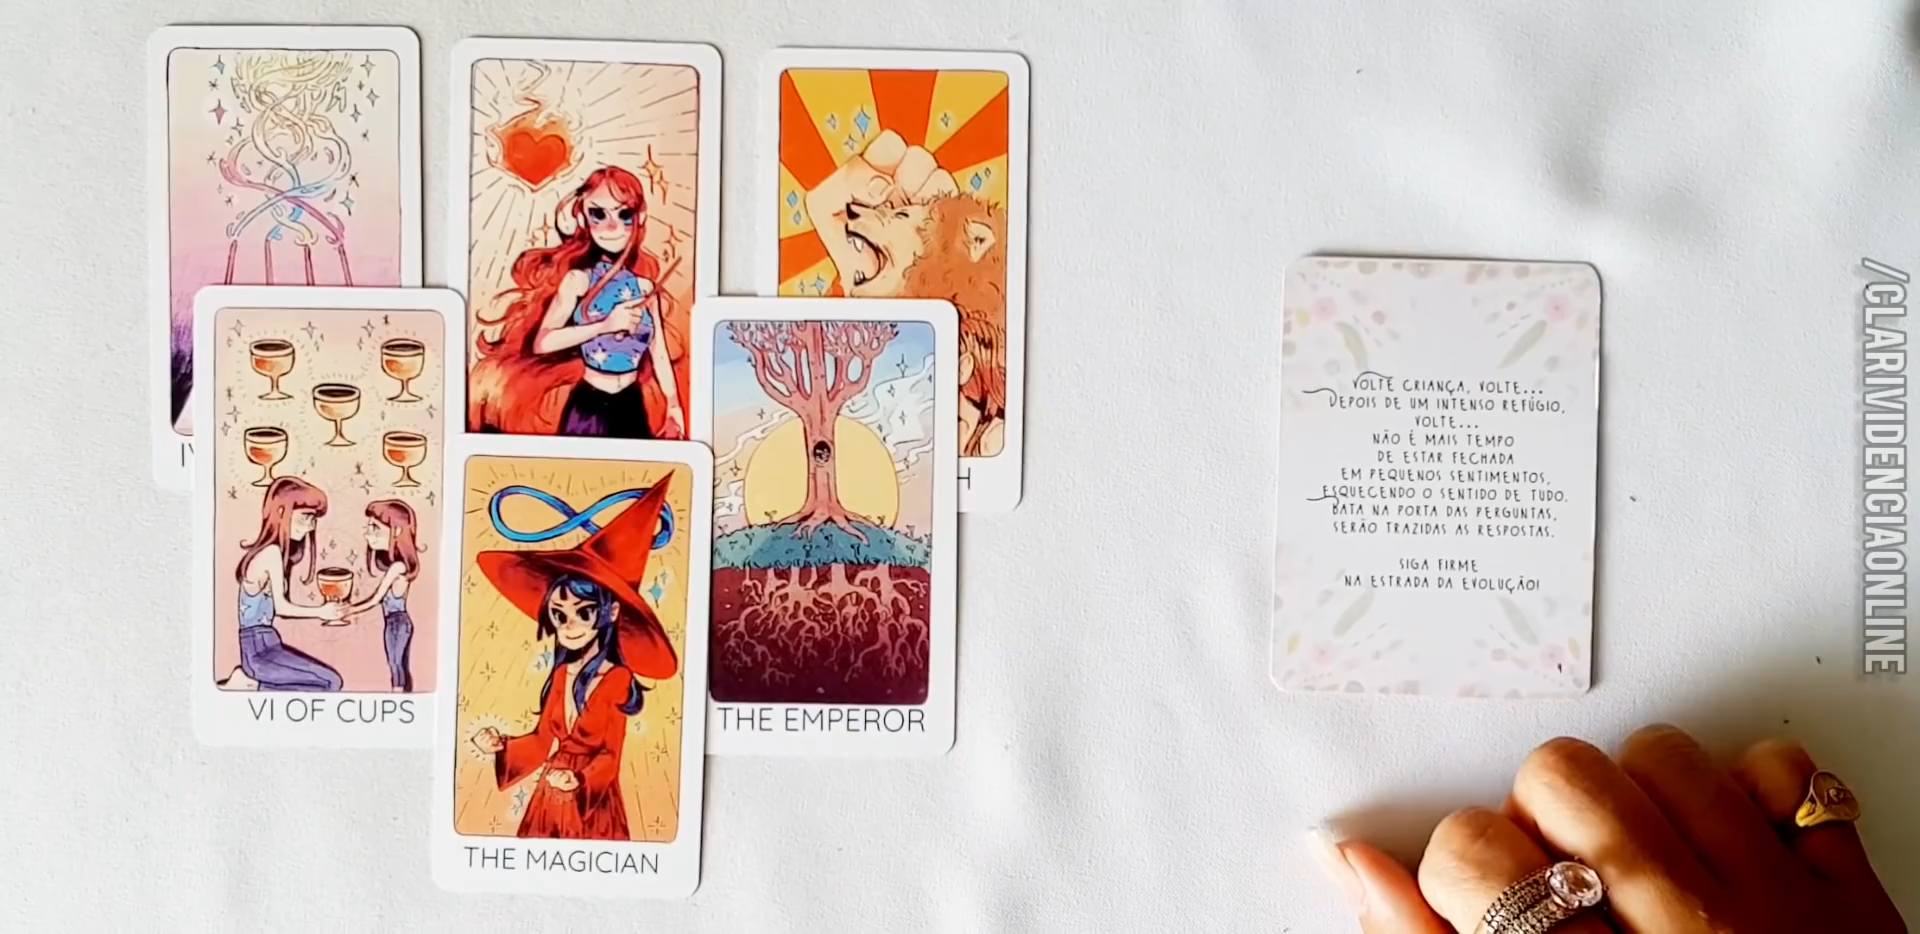 IV
H
VI OF CUPS
THE EMPEROR
THE MAGICIAN
VOLTE CRIANÇA, VOLTE...
DEPOIS DE UM INTENSO REFÚGIO,
VOLTE...
NÃO É MAIS TEMPO
DE ESTAR FECHADA
EM PEQUENOS SENTIMENTOS,
ESQUECENDO O SENTIDO DE TUDO.
BATA NA PORTA DAS PERGUNTAS,
SERÃO TRAZIDAS AS RESPOSTAS.
SIGA FIRME
NA ESTRADA DA EVOLUÇÃO!
/CLARIVIDENCIAONLINE